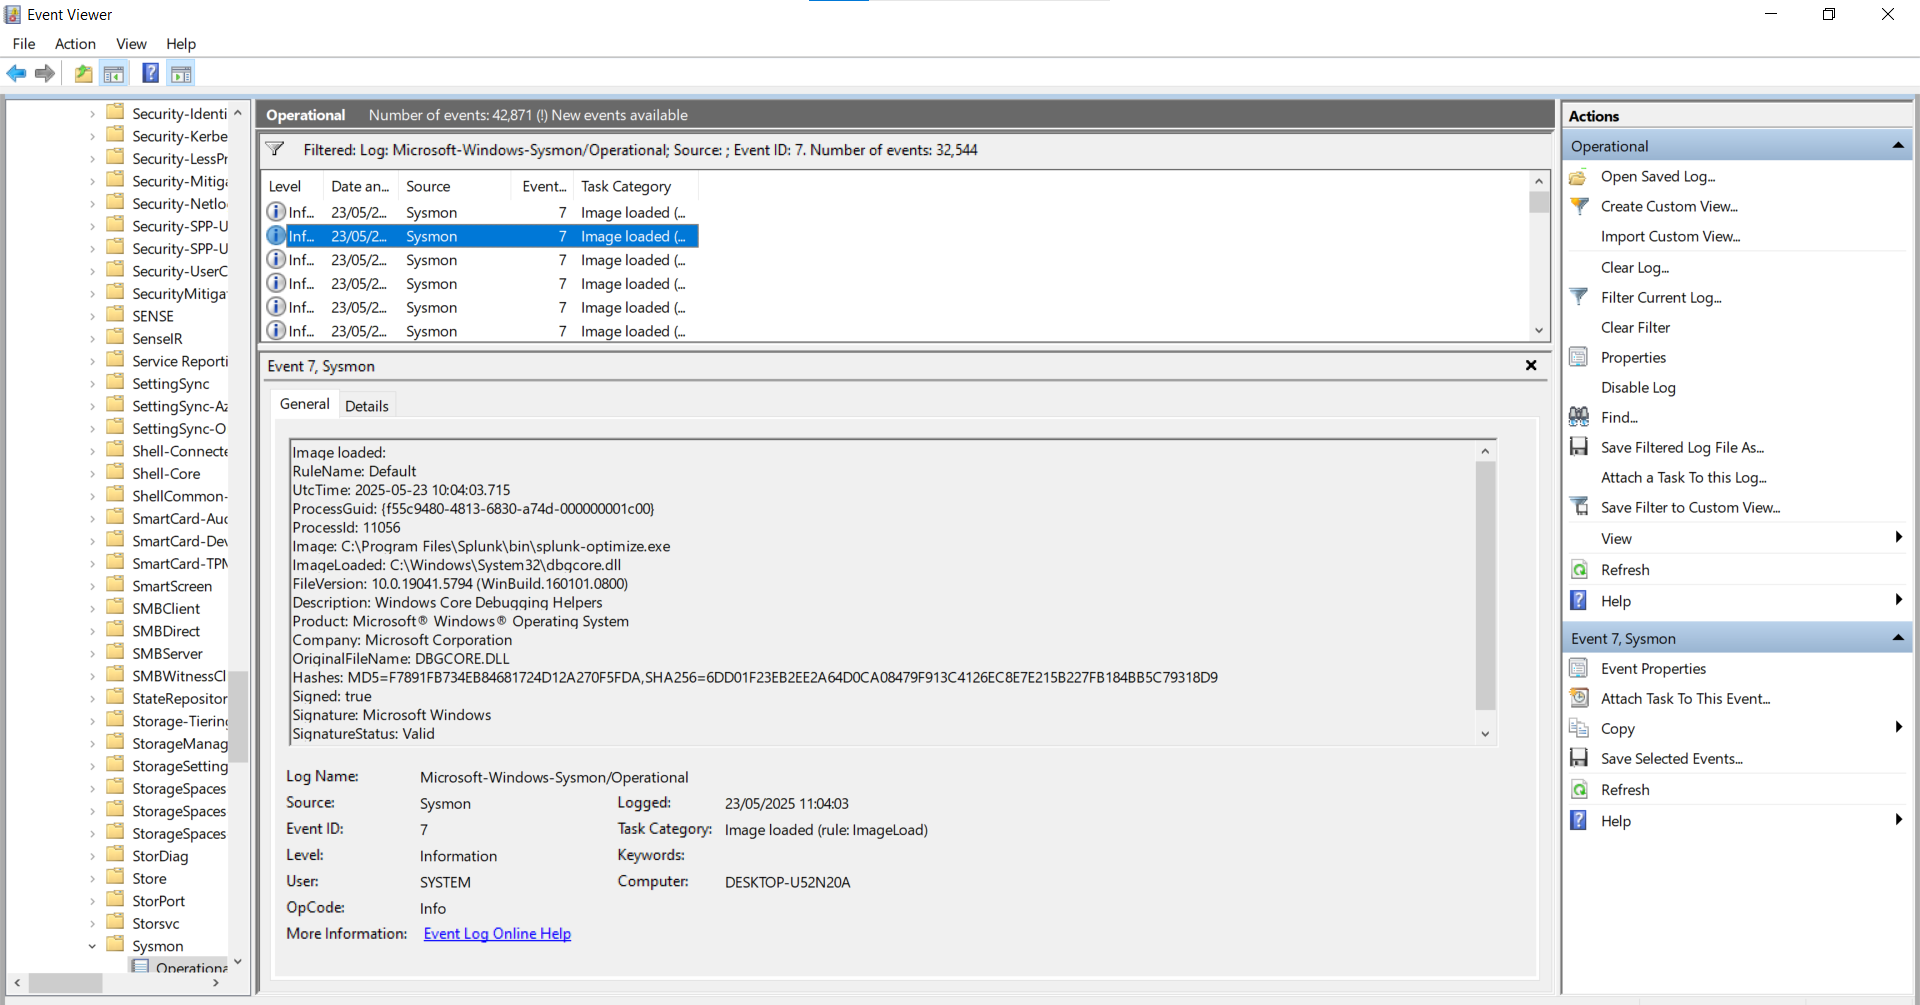 Event Viewer
File Action View Help
Security-Identi
Security-Kerbe
Security-LessPr
Security-Mitiga
Security-Netlo
Security-SPP-U
Security-SPP-U
Security-UserC
SecurityMitiga
SENSE
SenseIR
Service Reporti
SettingSync
SettingSync-Az
SettingSync-O
Shell-Connecte
Shell-Core
ShellCommon-
SmartCard-Auc
SmartCard-Dev
SmartCard-TPM
SmartScreen
SMBClient
SMBDirect
SMBServer
SMBWitnessCl
StateRepositor
Storage-Tiering
StorageManag
StorageSetting
StorageSpaces
StorageSpaces
StorageSpaces
StorDiag
Store
StorPort
Storsvc
Sysmon
Operationa
Operational Number of events: 42,871 (!) New events available
Filtered: Log: Microsoft-Windows-Sysmon/Operational; Source: ; Event ID: 7. Number of events: 32,544
Level Date an... Source Event... Task Category
Inf... 23/05/2... Sysmon 7 Image loaded (...
Inf... 23/05/2... Sysmon 7 Image loaded (...
Inf... 23/05/2... Sysmon 7 Image loaded (...
Inf... 23/05/2... Sysmon 7 Image loaded (...
Inf... 23/05/2... Sysmon 7 Image loaded (...
Inf... 23/05/2... Sysmon 7 Image loaded (...
Event 7, Sysmon
General Details
Image loaded:
RuleName: Default
UtcTime: 2025-05-23 10:04:03.715
ProcessGuid: {f55c9480-4813-6830-a74d-000000001c00}
ProcessId: 11056
Image: C:\Program Files\Splunk\bin\splunk-optimize.exe
ImageLoaded: C:\Windows\System32\dbgcore.dll
FileVersion: 10.0.19041.5794 (WinBuild.160101.0800)
Description: Windows Core Debugging Helpers
Product: Microsoft® Windows® Operating System
Company: Microsoft Corporation
OriginalFileName: DBGCORE.DLL
Hashes: MD5=F7891FB734EB84681724D12A270F5FDA,SHA256=6DD01F23EB2EE2A64D0CA08479F913C4126EC8E7E215B227FB184BB5C79318D9
Signed: true
Signature: Microsoft Windows
SignatureStatus: Valid
Log Name: Microsoft-Windows-Sysmon/Operational
Source: Sysmon Logged: 23/05/2025 11:04:03
Event ID: 7 Task Category: Image loaded (rule: ImageLoad)
Level: Information Keywords:
User: SYSTEM Computer: DESKTOP-U52N20A
OpCode: Info
More Information: Event Log Online Help
Actions
Operational
Open Saved Log...
Create Custom View...
Import Custom View...
Clear Log...
Filter Current Log...
Clear Filter
Properties
Disable Log
Find...
Save Filtered Log File As...
Attach a Task To this Log...
Save Filter to Custom View...
View
Refresh
Help
Event 7, Sysmon
Event Properties
Attach Task To This Event...
Copy
Save Selected Events...
Refresh
Help